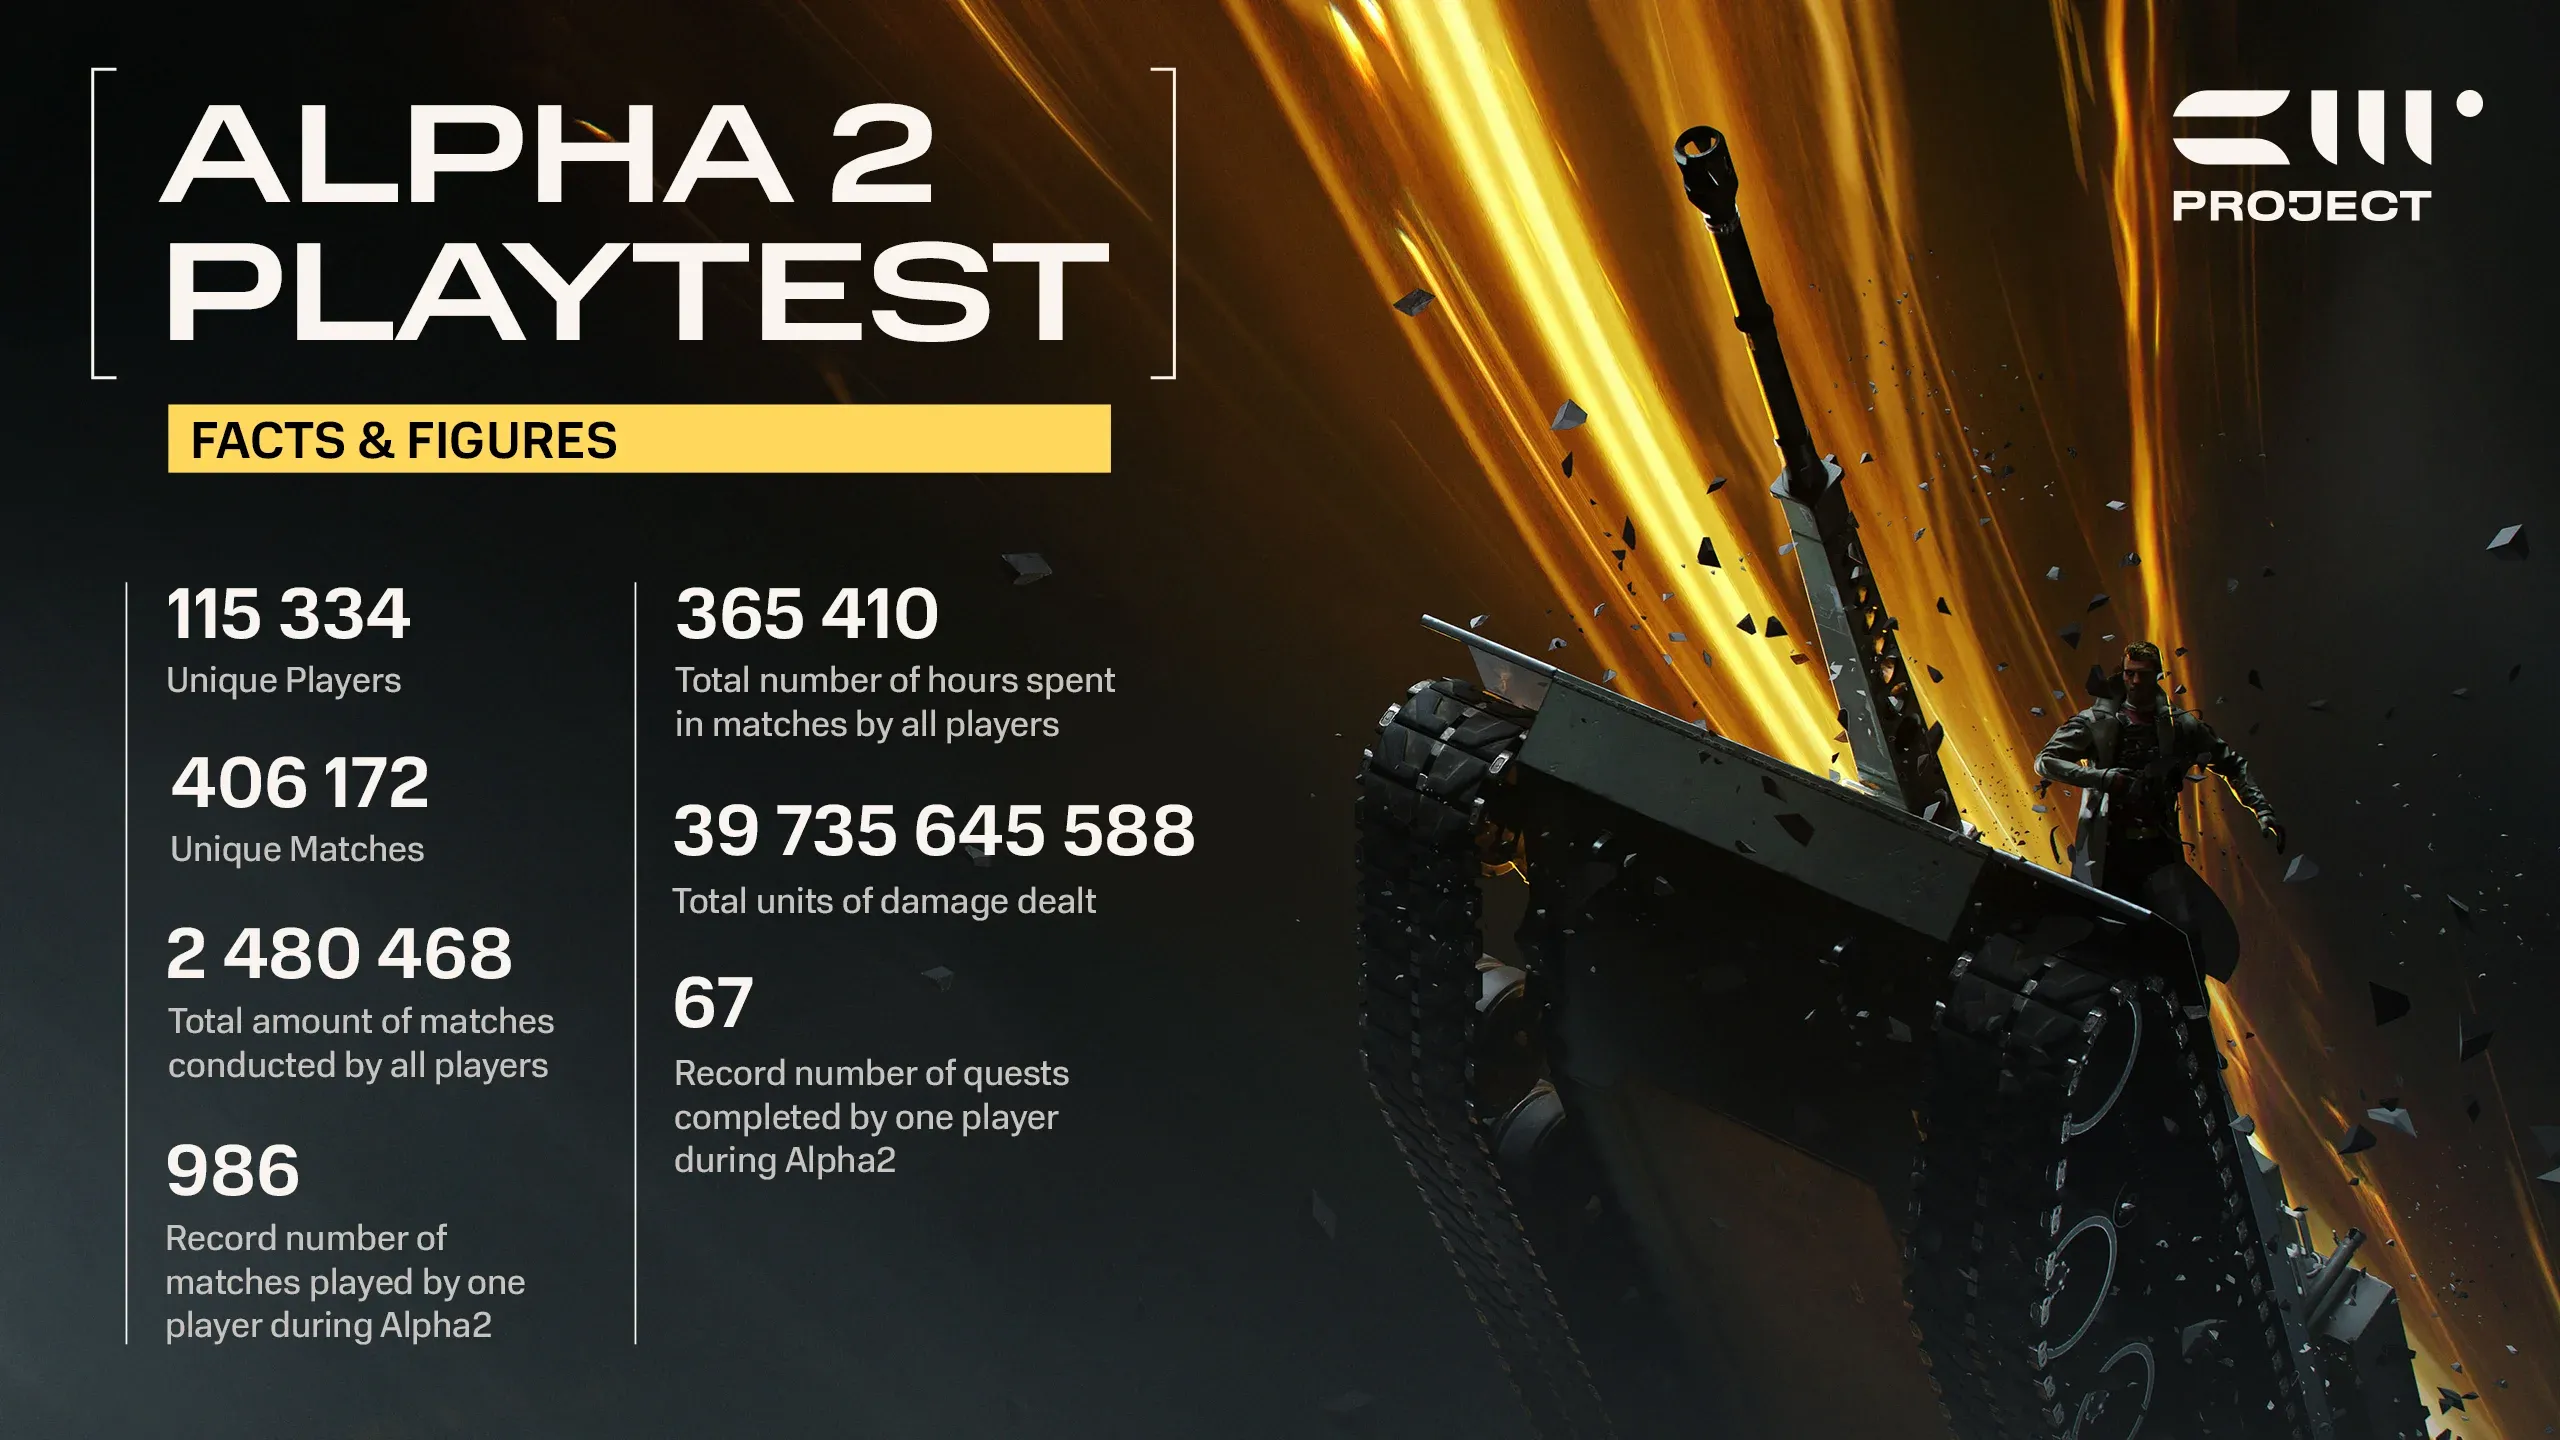 ALPHA 2
PLAYTEST
FACTS & FIGURES
115 334
Unique Players
406 172
Unique Matches
2 480 468
Total amount of matches
conducted by all players
986
Record number of
matches played by one
player during Alpha2
365 410
Total number of hours spent
in matches by all players
39 735 645 588
Total units of damage dealt
67
Record number of quests
completed by one player
during Alpha2
PROJECT